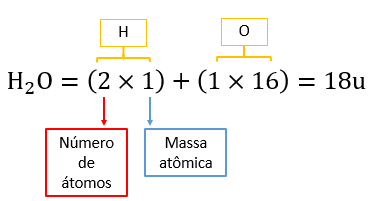 H
O
H₂O = (2 × 1) + (1 × 16) = 18u
Número
de
átomos
Massa
atômica